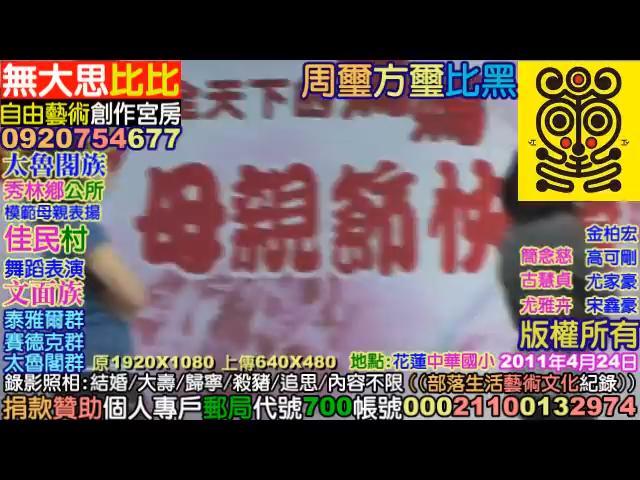 無大思比比
周璽方璽比黑
自由藝術創作宮房
0920754677
太魯閣族
秀林鄉公所
模範母親表揚
佳民村
舞蹈表演
文面族
泰雅爾群
賽德克群
太魯閣群
全天下
母親節快
金柏宏
簡念慈 高可剛
古慧貞 尤家豪
尤雅卉 宋鑫豪
版權所有
原1920X1080 上傳640X480 地點:花蓮中華國小 2011年4月24日
錄影照相:結婚/大壽/歸寧/殺豬/追思/內容不限((部落生活藝術文化紀錄))
捐款贊助個人專戶郵局代號700帳號00021100132974